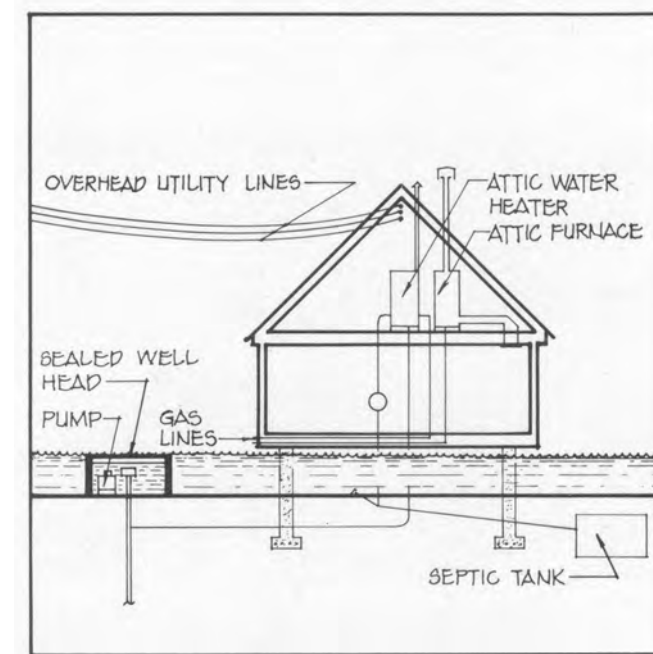 OVERHEAD UTILITY LINES
ATTIC WATER
HEATER
ATTIC FURNACE
SEALED WELL
HEAD
PUMP
GAS
LINES
SEPTIC TANK